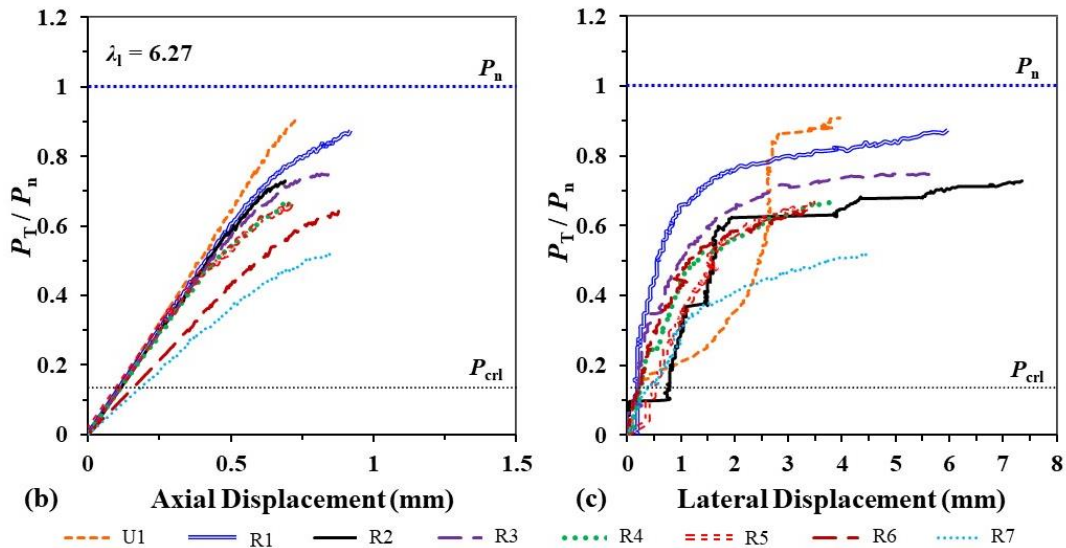 1.2
λl = 6.27
Pn
1
0.8
0.6
0.4
0.2
0
Pcrl
PT / Pn
0 0.5 1 1.5
(b) Axial Displacement (mm)
1.2
Pn
1
0.8
0.6
0.4
0.2
0
Pcrl
PT / Pn
0 1 2 3 4 5 6 7 8
(c) Lateral Displacement (mm)
U1 R1 R2 R3 R4 R5 R6 R7